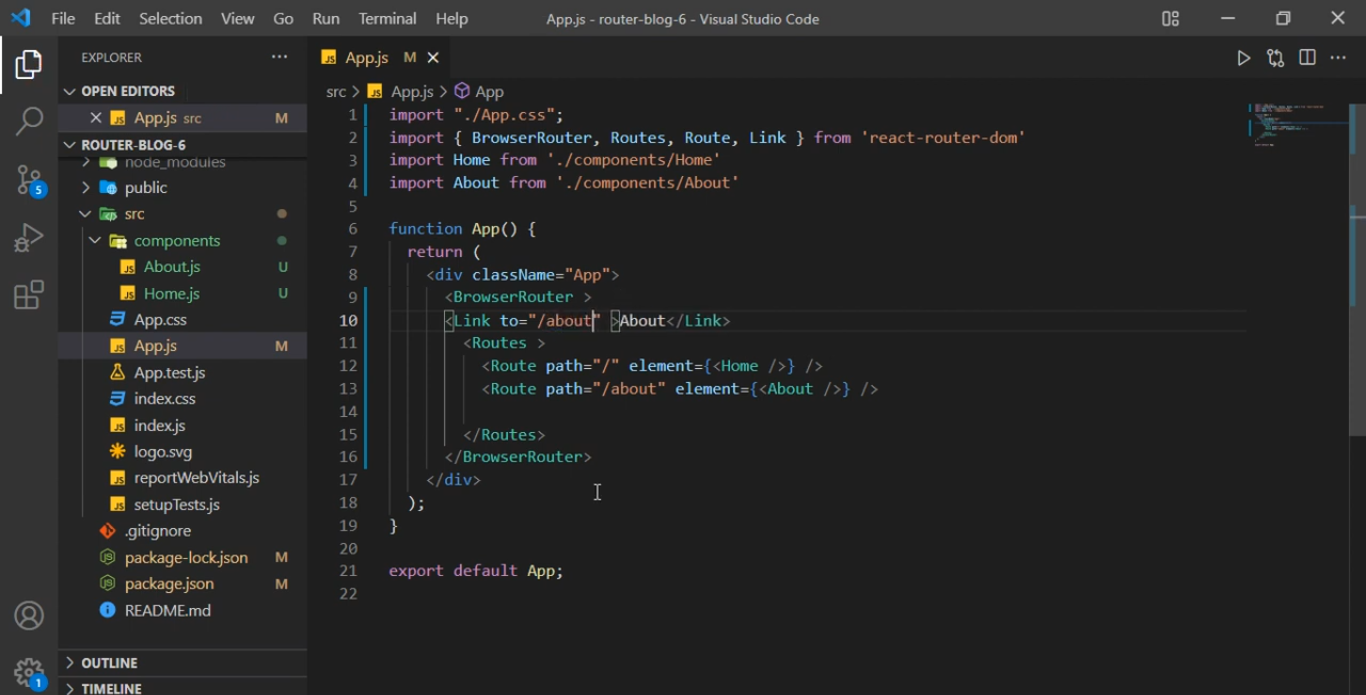 File Edit Selection View Go Run Terminal Help App.js - router-blog-6 - Visual Studio Code
EXPLORER
OPEN EDITORS
App.js src M
ROUTER-BLOG-6
node_modules
public
src
components
About.js U
Home.js U
App.css
App.js M
App.test.js
index.css
index.js
logo.svg
reportWebVitals.js
setupTests.js
.gitignore
package-lock.json M
package.json M
README.md
OUTLINE
TIMELINE
5
1
App.js M
src > App.js > App
1 import "./App.css";
2 import { BrowserRouter, Routes, Route, Link } from 'react-router-dom'
3 import Home from './components/Home'
4 import About from './components/About'
5
6 function App() {
7 return (
8 <div className="App">
9 <BrowserRouter >
10 <Link to="/about" >About</Link>
11 <Routes >
12 <Route path="/" element={<Home />} />
13 <Route path="/about" element={<About />} />
14
15 </Routes>
16 </BrowserRouter>
17 </div>
18 );
19 }
20
21 export default App;
22